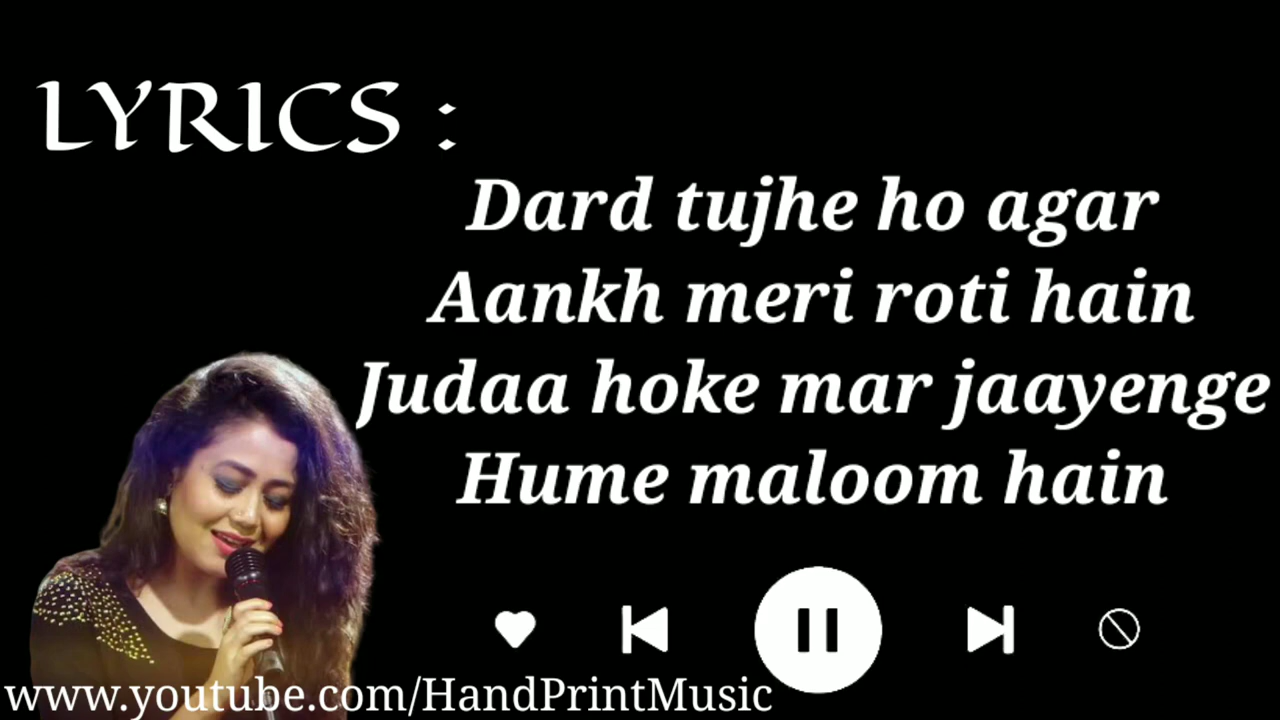 LYRICS :
Dard tujhe ho agar
Aankh meri roti hain
Judaa hoke mar jaayenge
Hume maloom hain
www.youtube.com/HandPrintMusic